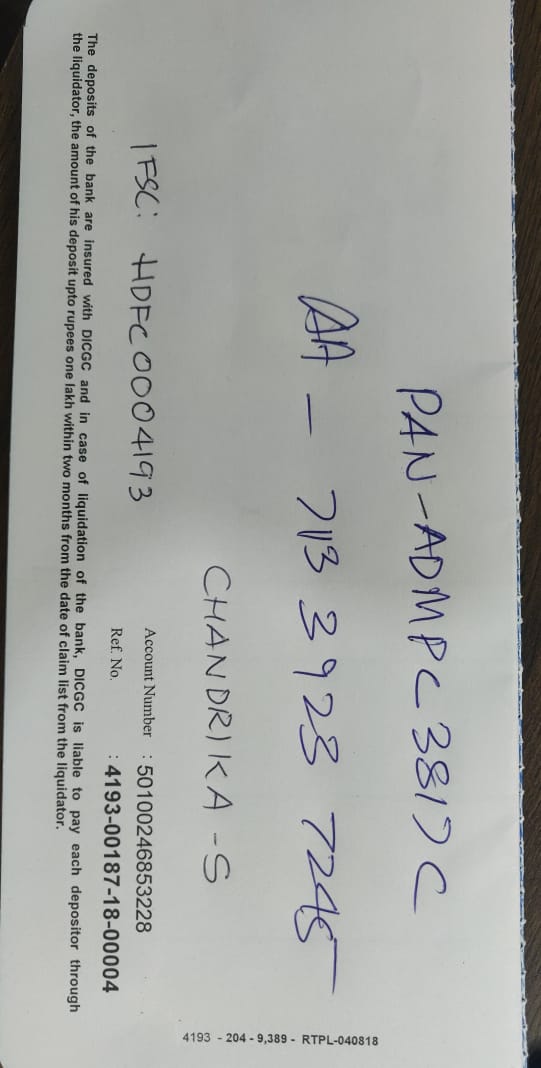 PAN-ADMPC3817C
AA - 7113 3928 7245
CHANDRIKA-S
IFSC: HDFC0004193
Account Number : 50100246853228
Ref. No. : 4193-00187-18-00004
The deposits of the bank are insured with DICGC and in case of liquidation of the bank, DICGC is liable to pay each depositor through
the liquidator, the amount of his deposit upto rupees one lakh within two months from the date of claim list from the liquidator.
4193 - 204 - 9,389 - RTPL-040818